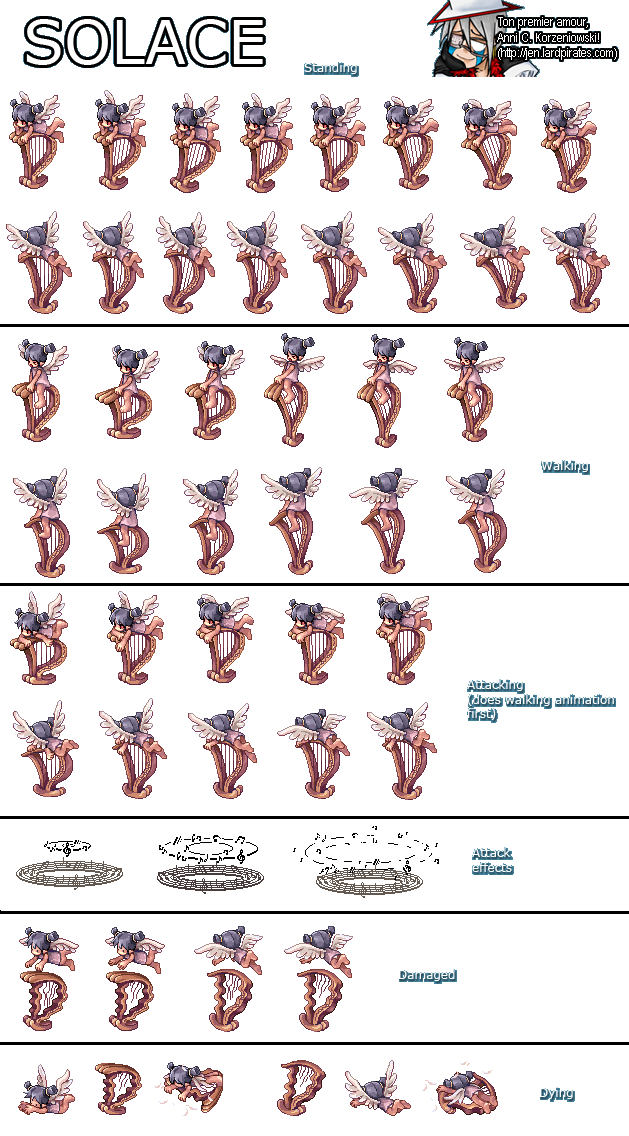 SOLACE
Ton premier amour,
Anni C. Korzeniowski!
(http://jen.lardpirates.com)
Standing
Walking
Attacking
(does walking animation
first)
Attack
effects
Damaged
Dying